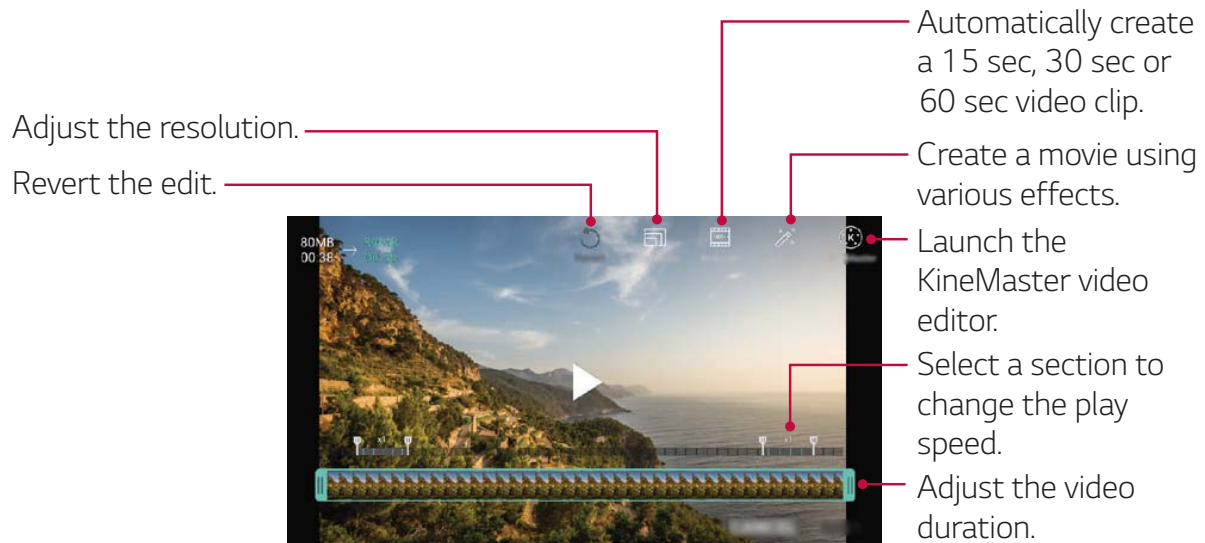 Automatically create
a 15 sec, 30 sec or
60 sec video clip.
Adjust the resolution.
Create a movie using
various effects.
Revert the edit.
80MB
00:38
Launch the
KineMaster video
editor.
Select a section to
change the play
speed.
x1
x1
Adjust the video
duration.